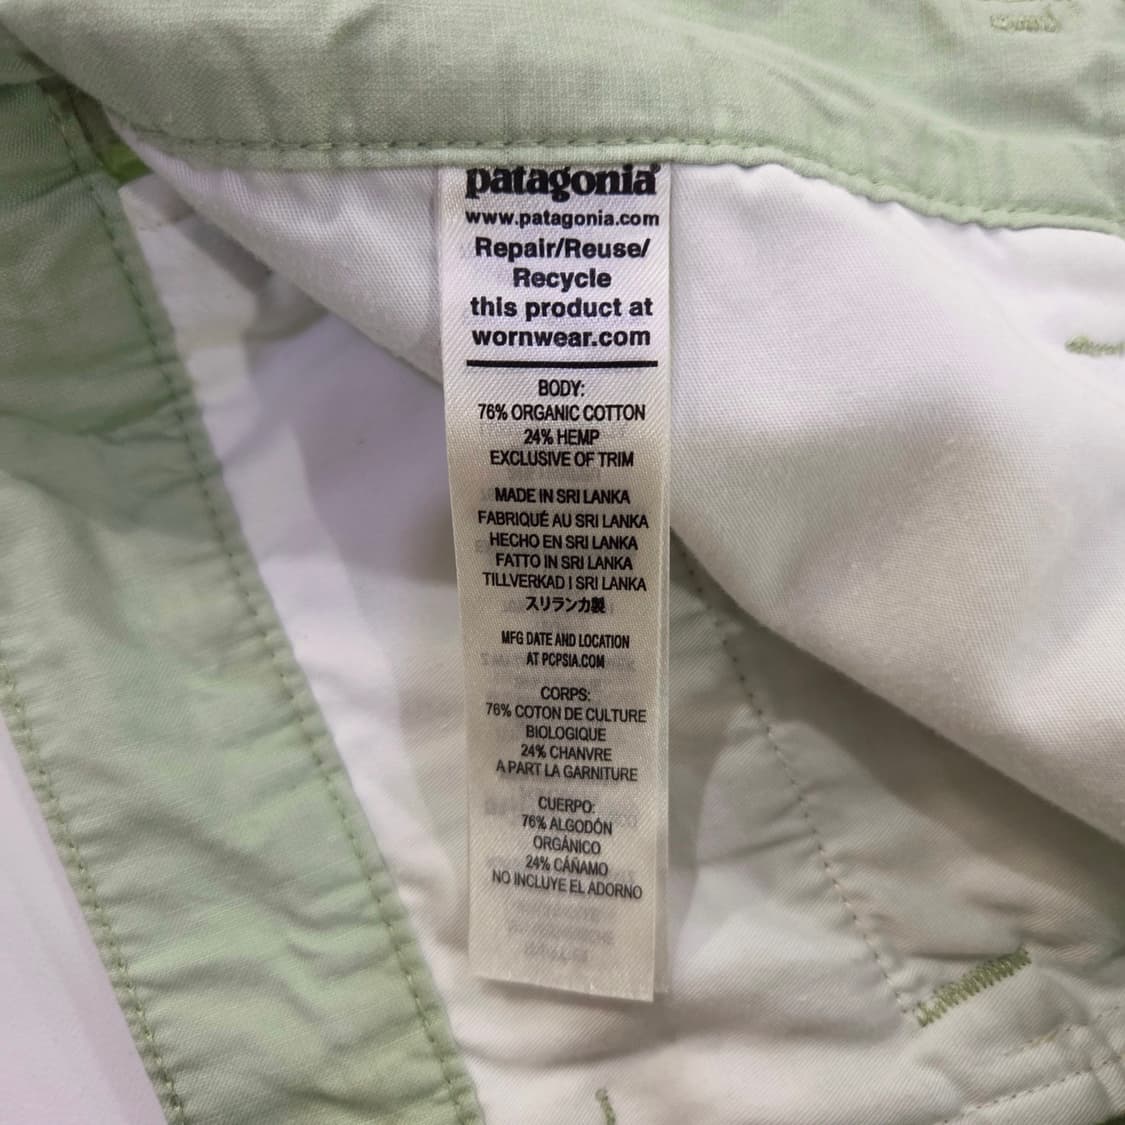 patagonia®
www.patagonia.com
Repair/Reuse/
Recycle
this product at
wornwear.com
BODY:
76% ORGANIC COTTON
24% HEMP
EXCLUSIVE OF TRIM
MADE IN SRI LANKA
FABRIQUÉ AU SRI LANKA
HECHO EN SRI LANKA
FATTO IN SRI LANKA
TILLVERKAD I SRI LANKA
スリランカ製
MFG DATE AND LOCATION
AT PCPSIA.COM
CORPS:
76% COTON DE CULTURE
BIOLOGIQUE
24% CHANVRE
A PART LA GARNITURE
CUERPO:
76% ALGODÓN
ORGÁNICO
24% CÁÑAMO
NO INCLUYE EL ADORNO